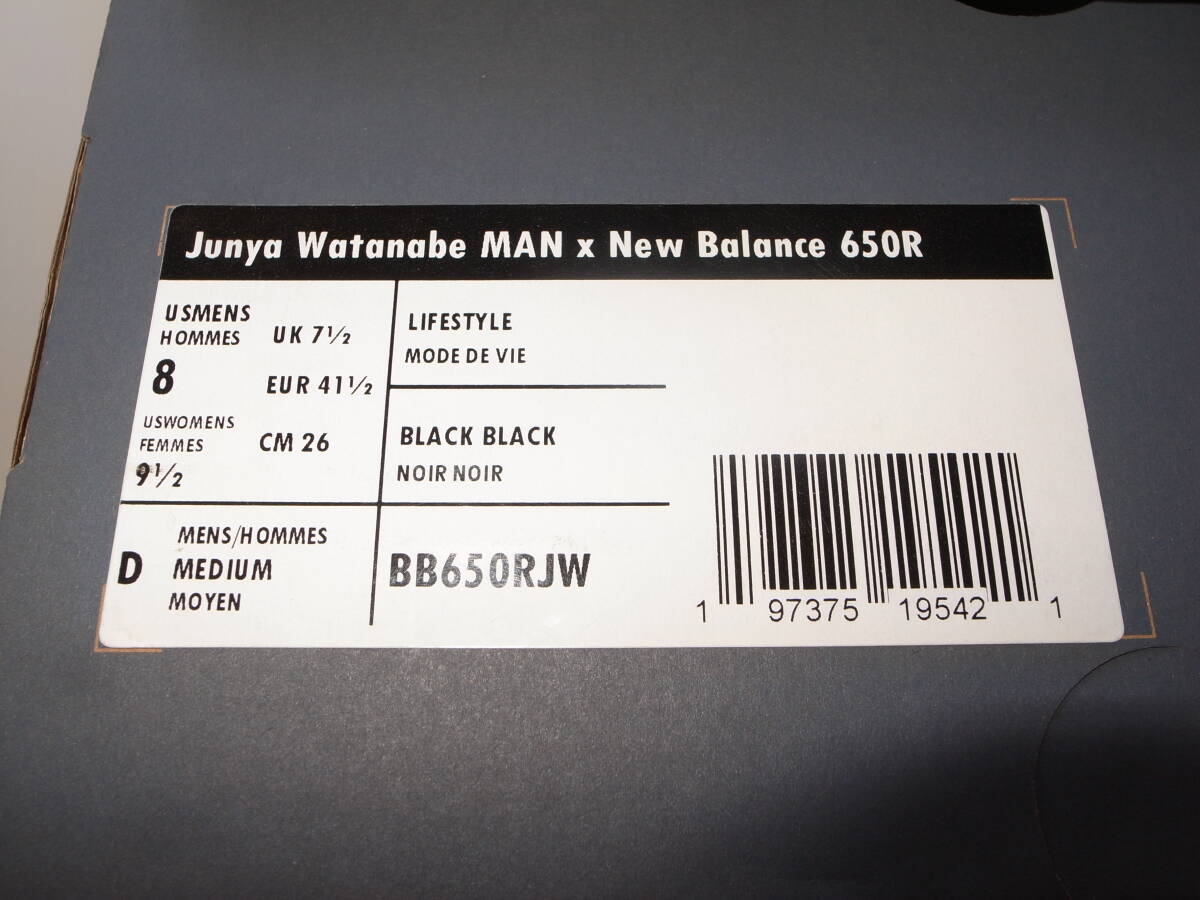 Junya Watanabe MAN x New Balance 650R
USMENS
HOMMES
8
UK 7½
EUR 41½
USWOMENS
FEMMES
9½
CM 26
LIFESTYLE
MODE DE VIE
BLACK BLACK
NOIR NOIR
D
MENS/HOMMES
MEDIUM
MOYEN
BB650RJW
1 97375 19542 1